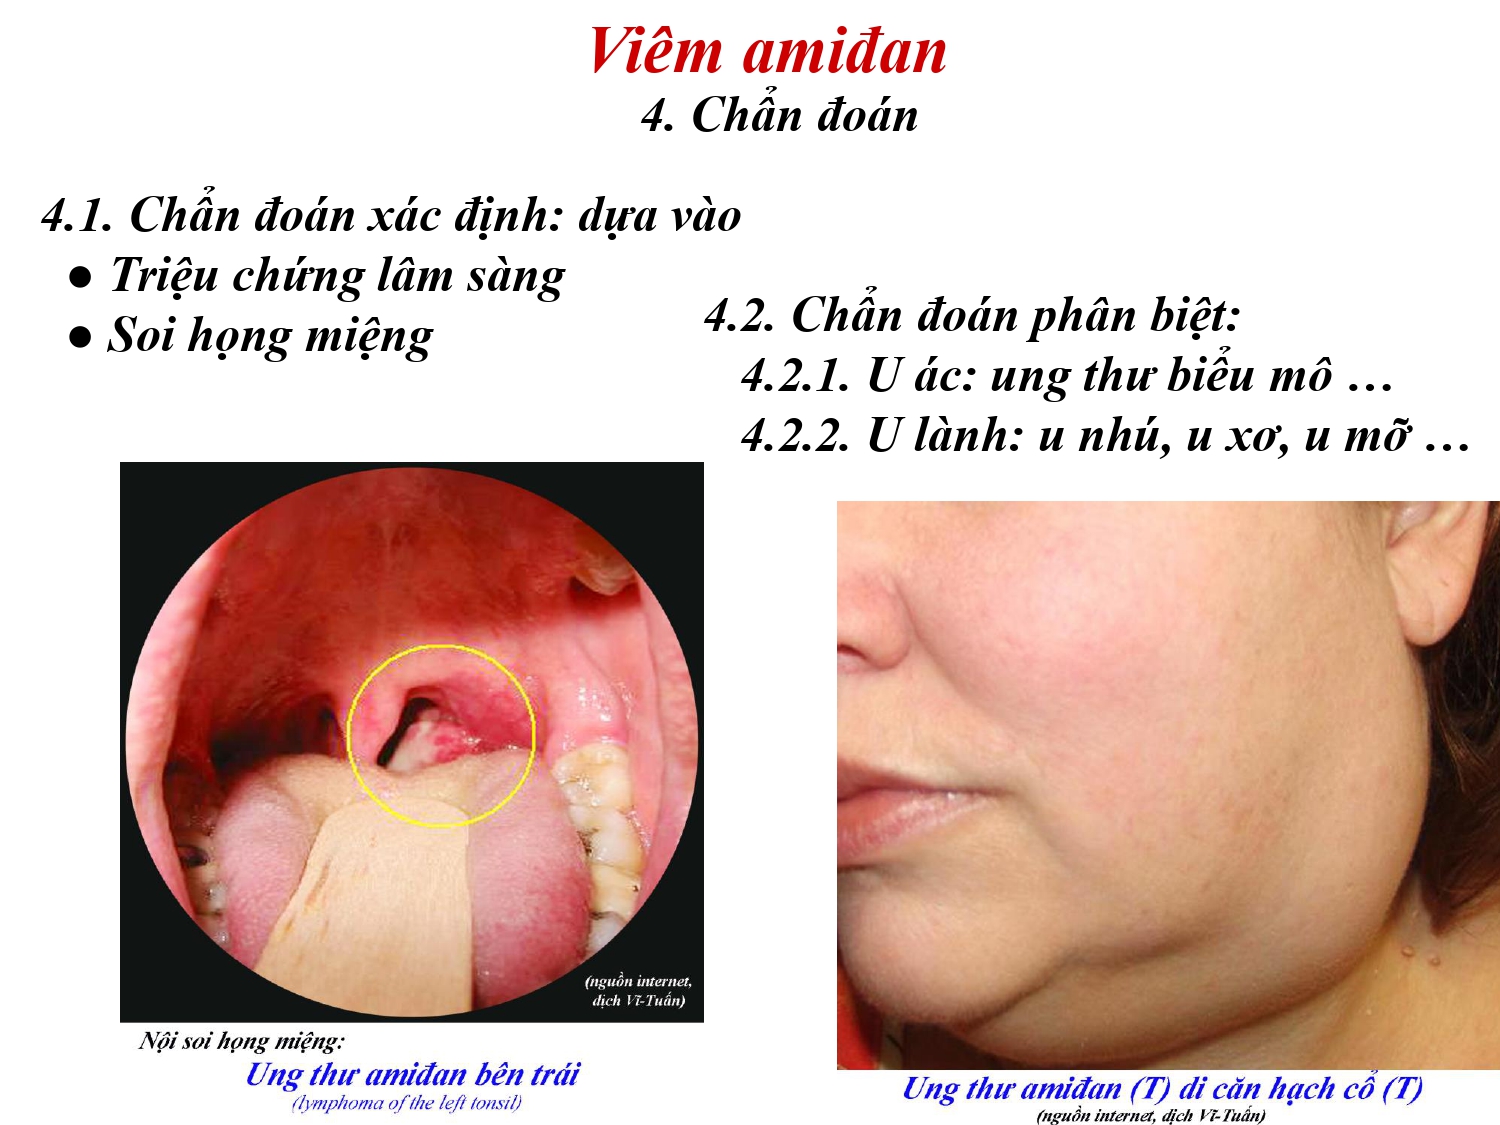 Viêm amiđan
4. Chẩn đoán
4.1. Chẩn đoán xác định: dựa vào
● Triệu chứng lâm sàng
● Soi họng miệng
4.2. Chẩn đoán phân biệt:
4.2.1. U ác: ung thư biểu mô …
4.2.2. U lành: u nhú, u xơ, u mỡ …
(nguồn internet,
dịch Vĩ-Tuấn)
Nội soi họng miệng:
Ung thư amiđan bên trái
(lymphoma of the left tonsil)
Ung thư amiđan (T) di căn hạch cổ (T)
(nguồn internet, dịch Vĩ-Tuấn)